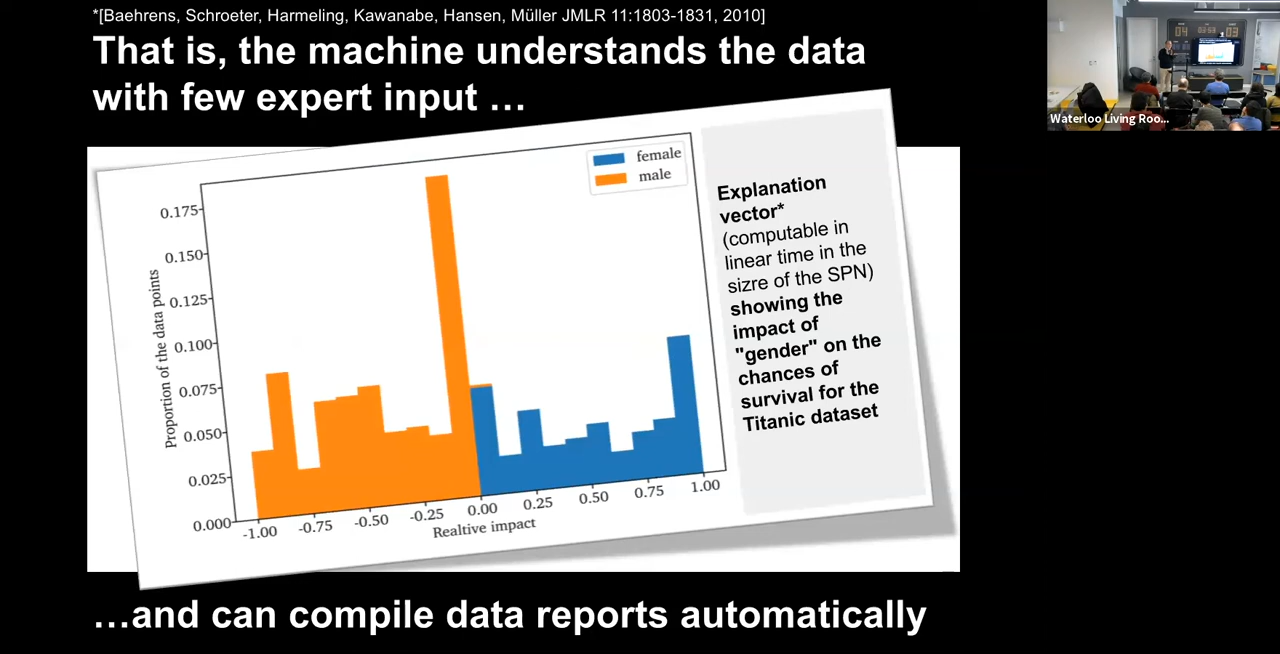 *[Baehrens, Schroeter, Harmeling, Kawanabe, Hansen, Müller JMLR 11:1803-1831, 2010]
That is, the machine understands the data
with few expert input …
Waterloo Living Roo...
female
male
0.175
0.150
0.125
0.100
0.075
0.050
0.025
0.000
Proportion of the data points
-1.00 -0.75 -0.50 -0.25 0.00 0.25 0.50 0.75 1.00
Realtive impact
Explanation
vector*
(computable in
linear time in the
sizre of the SPN)
showing the
impact of
"gender" on the
chances of
survival for the
Titanic dataset
…and can compile data reports automatically